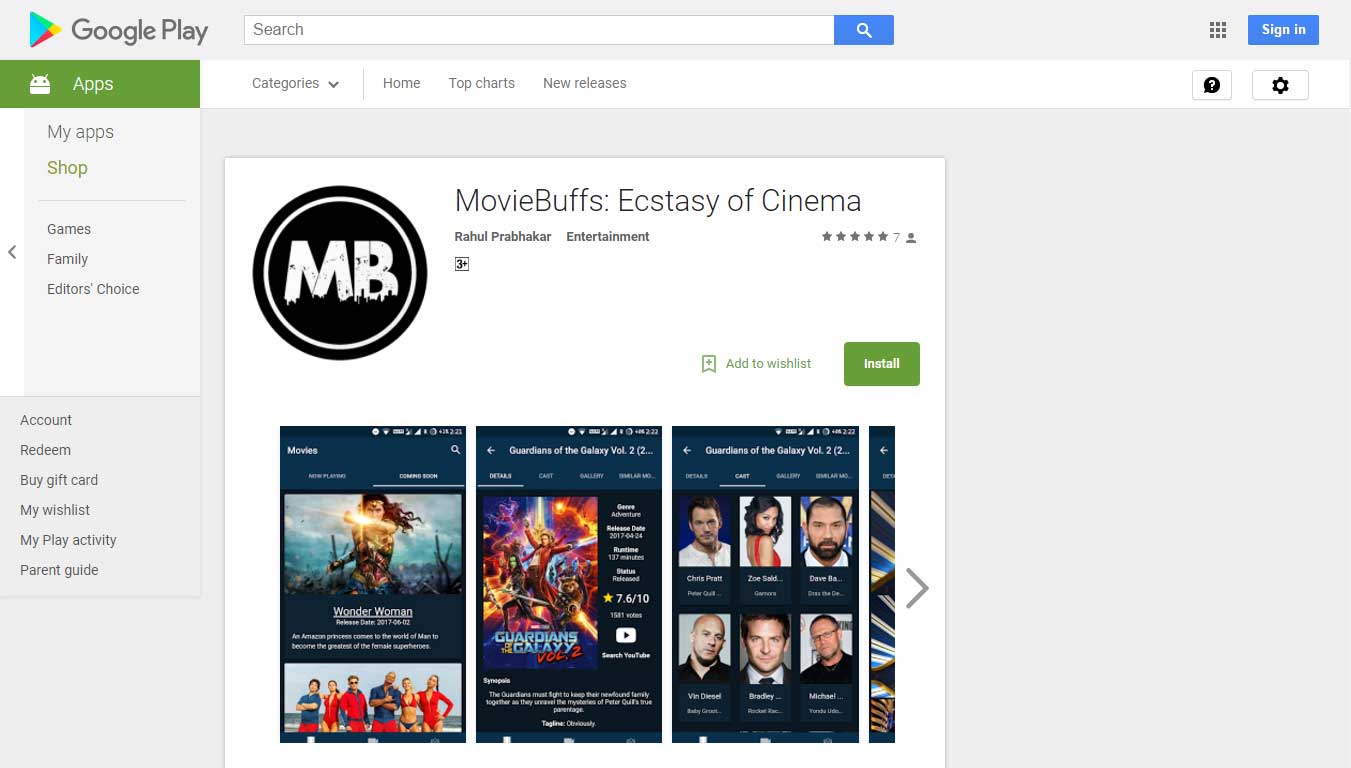 Google Play
Search
Sign in
Apps
Categories
Home
Top charts
New releases
My apps
Shop
Games
Family
Editors' Choice
Account
Redeem
Buy gift card
My wishlist
My Play activity
Parent guide
MB
MovieBuffs: Ecstasy of Cinema
Rahul Prabhakar Entertainment
7
3+
Add to wishlist
Install
2:21
Movies
NOW PLAYING COMING SOON
Wonder Woman
Release Date: 2017-06-02
An Amazon princess comes to the world of Man to
become the greatest of the female superheroes.
2:22
Guardians of the Galaxy Vol. 2 (2...
DETAILS CAST GALLERY SIMILAR MO...
GUARDIANS
OF THE
GALAXY
VOL. 2
Genre
Adventure
Release Date
2017-04-24
Runtime
137 minutes
Status
Released
7.6/10
1581 votes
Search YouTube
Synopsis
The Guardians must fight to keep their newfound family
together as they unravel the mysteries of Peter Quill's true
parentage.
Tagline: Obviously.
2:22
Guardians of the Galaxy Vol. 2 (2...
DETAILS CAST GALLERY SIMILAR MO...
Chris Pratt
Peter Quill ...
Zoe Sald...
Gamora
Dave Ba...
Drax the De...
Vin Diesel
Baby Groot...
Bradley ...
Rocket Rac...
Michael ...
Yondu Udo...